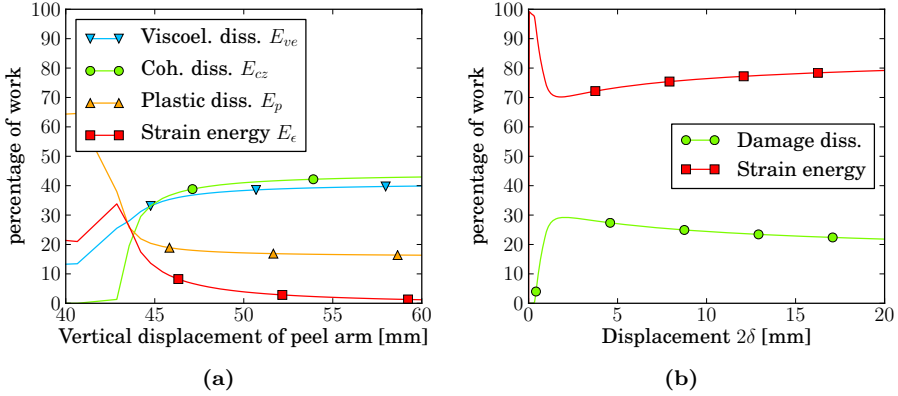 percentage of work
100
90
80
70
60
50
40
30
20
10
0
40
45
50
55
60
Viscoel. diss. E_ve
Coh. diss. E_cz
Plastic diss. E_p
Strain energy E_ϵ
Vertical displacement of peel arm [mm]
(a)
percentage of work
100
90
80
70
60
50
40
30
20
10
0
0
5
10
15
20
Damage diss.
Strain energy
Displacement 2δ [mm]
(b)